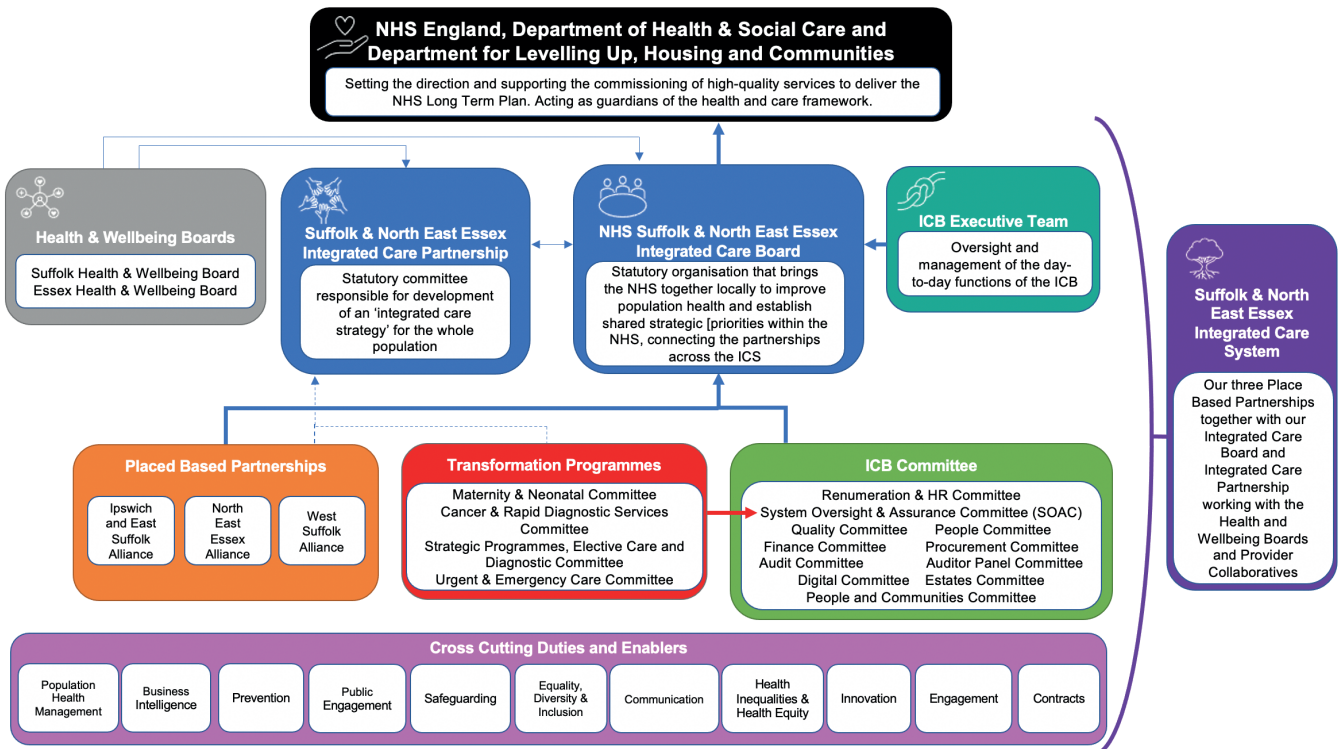 NHS England, Department of Health & Social Care and
Department for Levelling Up, Housing and Communities
Setting the direction and supporting the commissioning of high-quality services to deliver the
NHS Long Term Plan. Acting as guardians of the health and care framework.
Health & Wellbeing Boards
Suffolk Health & Wellbeing Board
Essex Health & Wellbeing Board
Suffolk & North East Essex
Integrated Care Partnership
Statutory committee
responsible for development
of an ‘integrated care
strategy’ for the whole
population
NHS Suffolk & North East Essex
Integrated Care Board
Statutory organisation that brings
the NHS together locally to improve
population health and establish
shared strategic [priorities within the
NHS, connecting the partnerships
across the ICS
ICB Executive Team
Oversight and
management of the day-
to-day functions of the ICB
Suffolk & North
East Essex
Integrated Care
System
Our three Place
Based Partnerships
together with our
Integrated Care
Board and
Integrated Care
Partnership
working with the
Health and
Wellbeing Boards
and Provider
Collaboratives
Placed Based Partnerships
Ipswich
and East
Suffolk
Alliance
North
East
Essex
Alliance
West
Suffolk
Alliance
Transformation Programmes
Maternity & Neonatal Committee
Cancer & Rapid Diagnostic Services
Committee
Strategic Programmes, Elective Care and
Diagnostic Committee
Urgent & Emergency Care Committee
ICB Committee
Renumeration & HR Committee
System Oversight & Assurance Committee (SOAC)
Quality Committee People Committee
Finance Committee Procurement Committee
Audit Committee Auditor Panel Committee
Digital Committee Estates Committee
People and Communities Committee
Cross Cutting Duties and Enablers
Population
Health
Management
Business
Intelligence
Prevention
Public
Engagement
Safeguarding
Equality,
Diversity &
Inclusion
Communication
Health
Inequalities &
Health Equity
Innovation
Engagement
Contracts